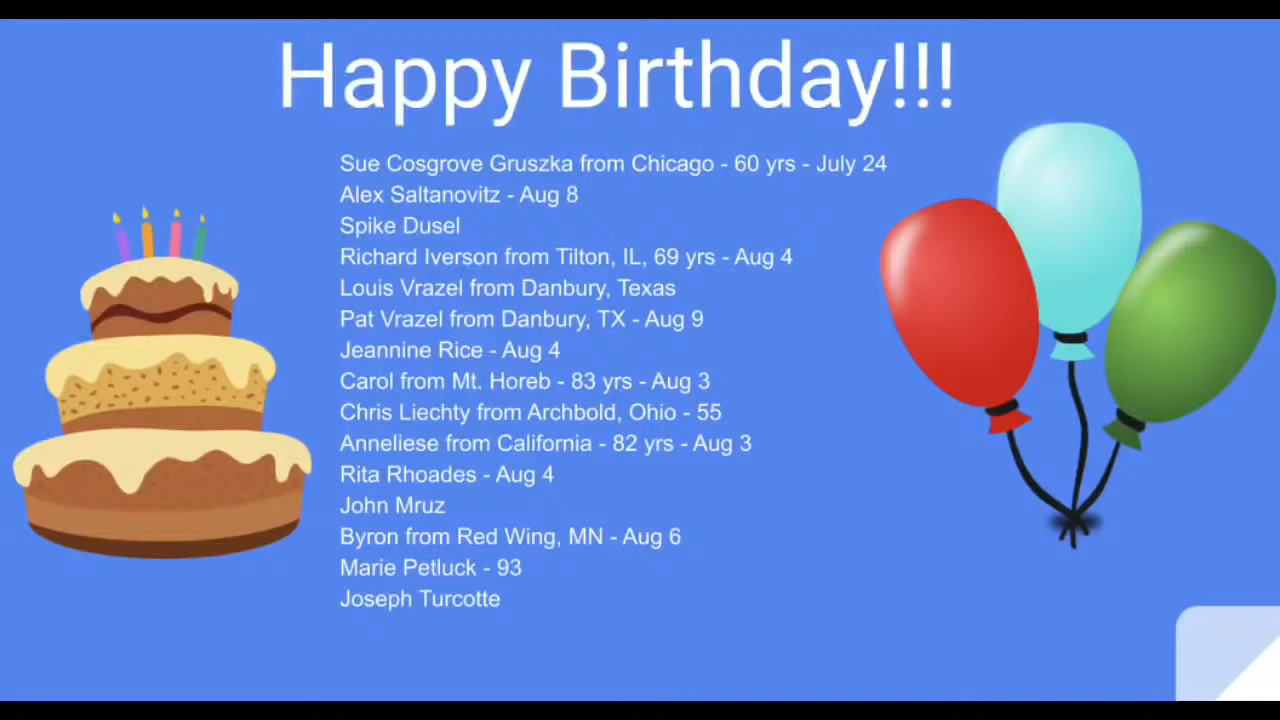 Happy Birthday!!!
Sue Cosgrove Gruszka from Chicago - 60 yrs - July 24
Alex Saltanovitz - Aug 8
Spike Dusel
Richard Iverson from Tilton, IL, 69 yrs - Aug 4
Louis Vrazel from Danbury, Texas
Pat Vrazel from Danbury, TX - Aug 9
Jeannine Rice - Aug 4
Carol from Mt. Horeb - 83 yrs - Aug 3
Chris Liechty from Archbold, Ohio - 55
Anneliese from California - 82 yrs - Aug 3
Rita Rhoades - Aug 4
John Mruz
Byron from Red Wing, MN - Aug 6
Marie Petluck - 93
Joseph Turcotte